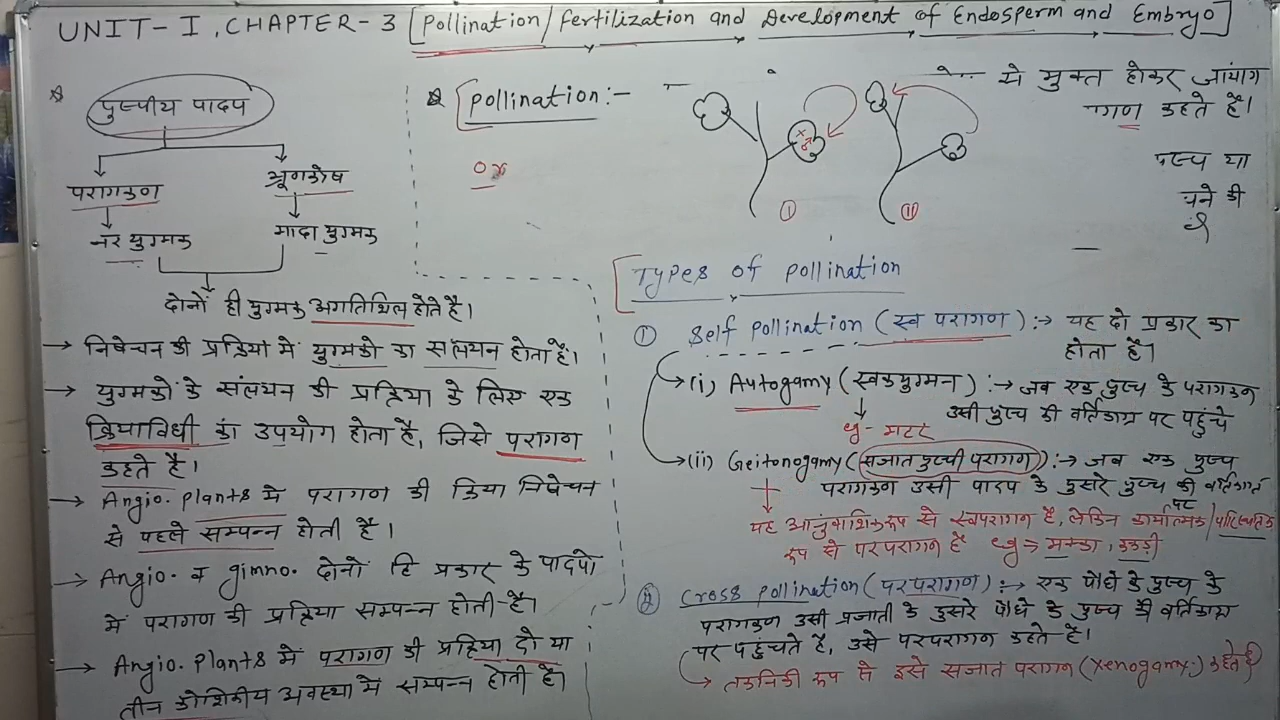 UNIT-I, CHAPTER-3 [Pollination/fertilization and Development of Endosperm and Embryo]
पुष्पीय पादप
परागकण
भ्रूणकोष
नर युग्मक
मादा युग्मक
दोनों ही युग्मक अगतिशिल होते है।
→ निषेचन की प्रक्रिया में युग्मको का संलयन होता है।
→ युग्मकों के संलयन की प्रक्रिया के लिए एक
क्रियाविधी का उपयोग होता है, जिसे परागण
कहते है।
→ Angio. Plants में परागण की क्रिया निषेचन
से पहले सम्पन्न होती है।
→ Angio. व gimno. दोनों हि प्रकार के पादपो
में परागण की प्रक्रिया सम्पन्न होती है।
→ Angio. Plants में परागण की प्रक्रिया दो या
तीन कोशिकीय अवस्था में सम्पन्न होती है।
Pollination:-
or
से मुक्त होकर जायांग
गण कहते है।
पुष्प या
ने की
①
⑪
Types of Pollination
① Self Pollination (स्व परागण) :→ यह दो प्रकार का
होता है।
→(i) Autogamy (स्वकयुग्मन) :→ जब एक पुष्प के परागकण
उसी पुष्प की वर्तिकाग्र पर पहुंचे
eg- मटर
→(ii) Geitonogamy (सजातपुष्पी परागण) :→ जब एक पुष्प
परागकण उसी पादप के दुसरे पुष्प की वर्तिकाग्र
पर
यह आनुवांशिक रूप से स्वपरागण है, लेकिन कार्यात्मक/पारिस्थितिक
रूप से परपरागण है eg → मक्का, ककड़ी
② Cross Pollination (परपरागण) :→ एक पौधे के पुष्प के
परागकण उसी प्रजाती के दुसरे पौधे के पुष्प की वर्तिकाग्र
पर पहुंचते है, उसे परपरागण कहते है।
→ तकनिकी रूप से इसे सजात परागण (Xenogamy) कहते है